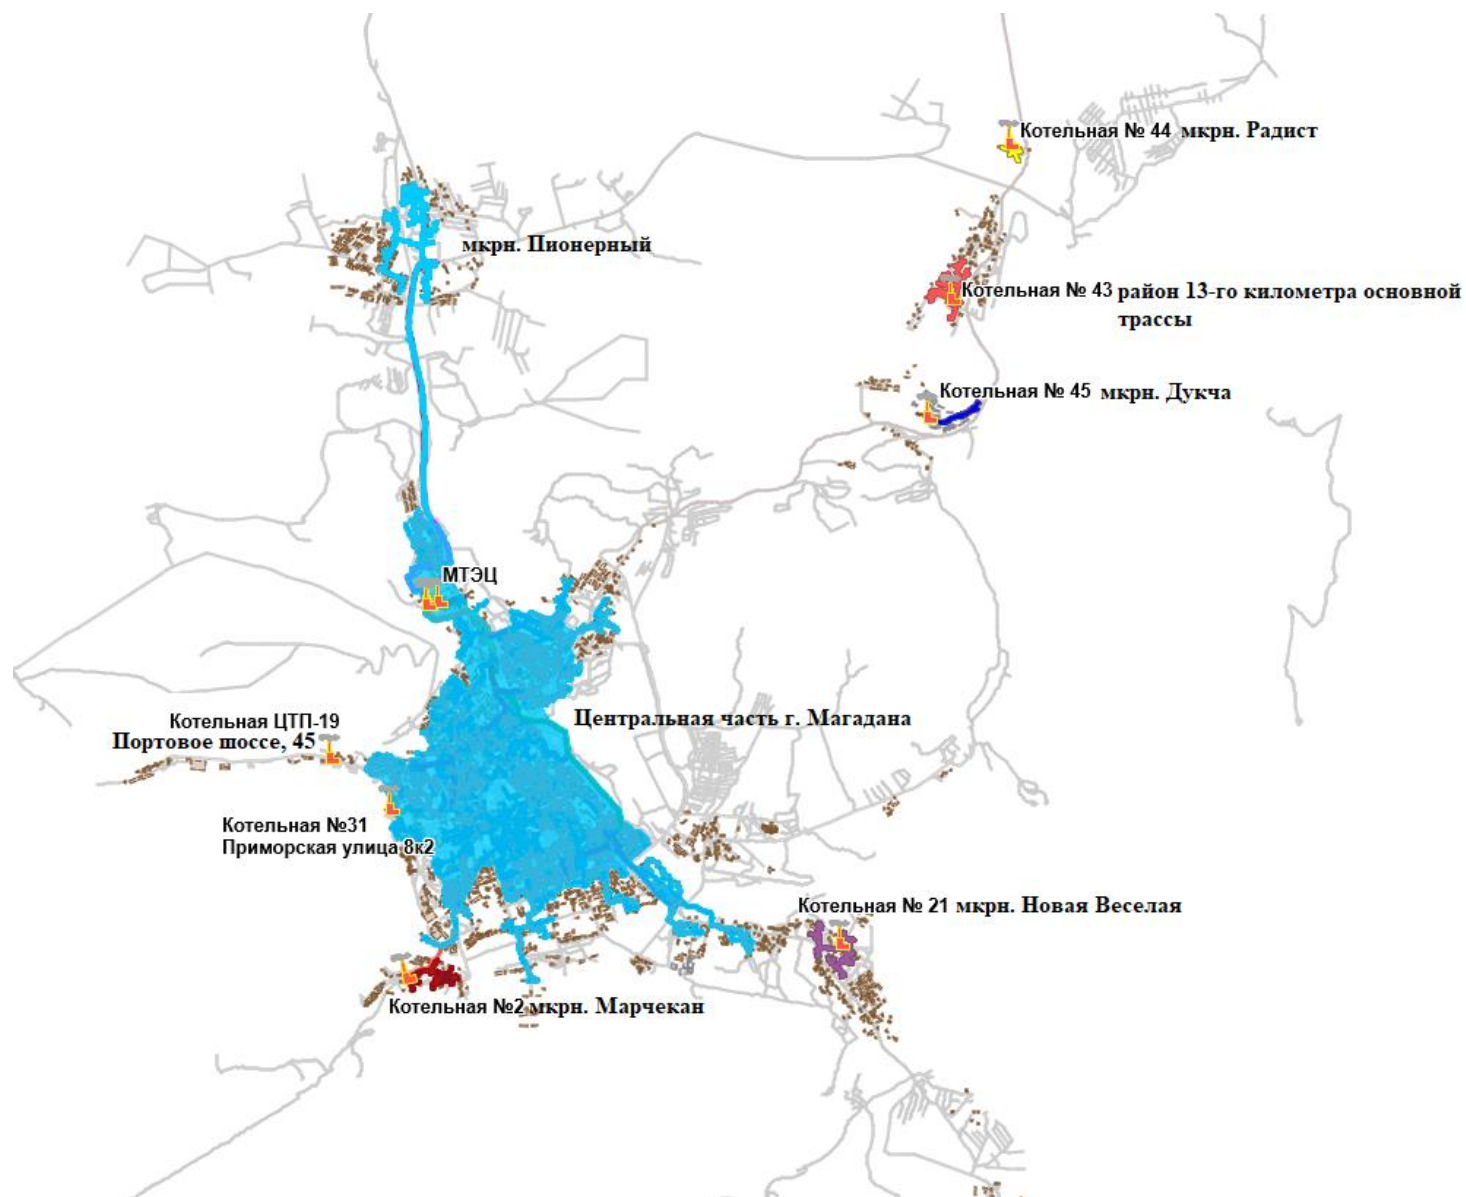 Котельная № 44 мкрн. Радист
мкрн. Пионерный
Котельная № 43 район 13-го километра основной
трассы
Котельная № 45 мкрн. Дукча
МТЭЦ
Котельная ЦТП-19
Портовое шоссе, 45
Центральная часть г. Магадана
Котельная №31
Приморская улица 8к2
Котельная № 21 мкрн. Новая Веселая
Котельная №2 мкрн. Марчекан